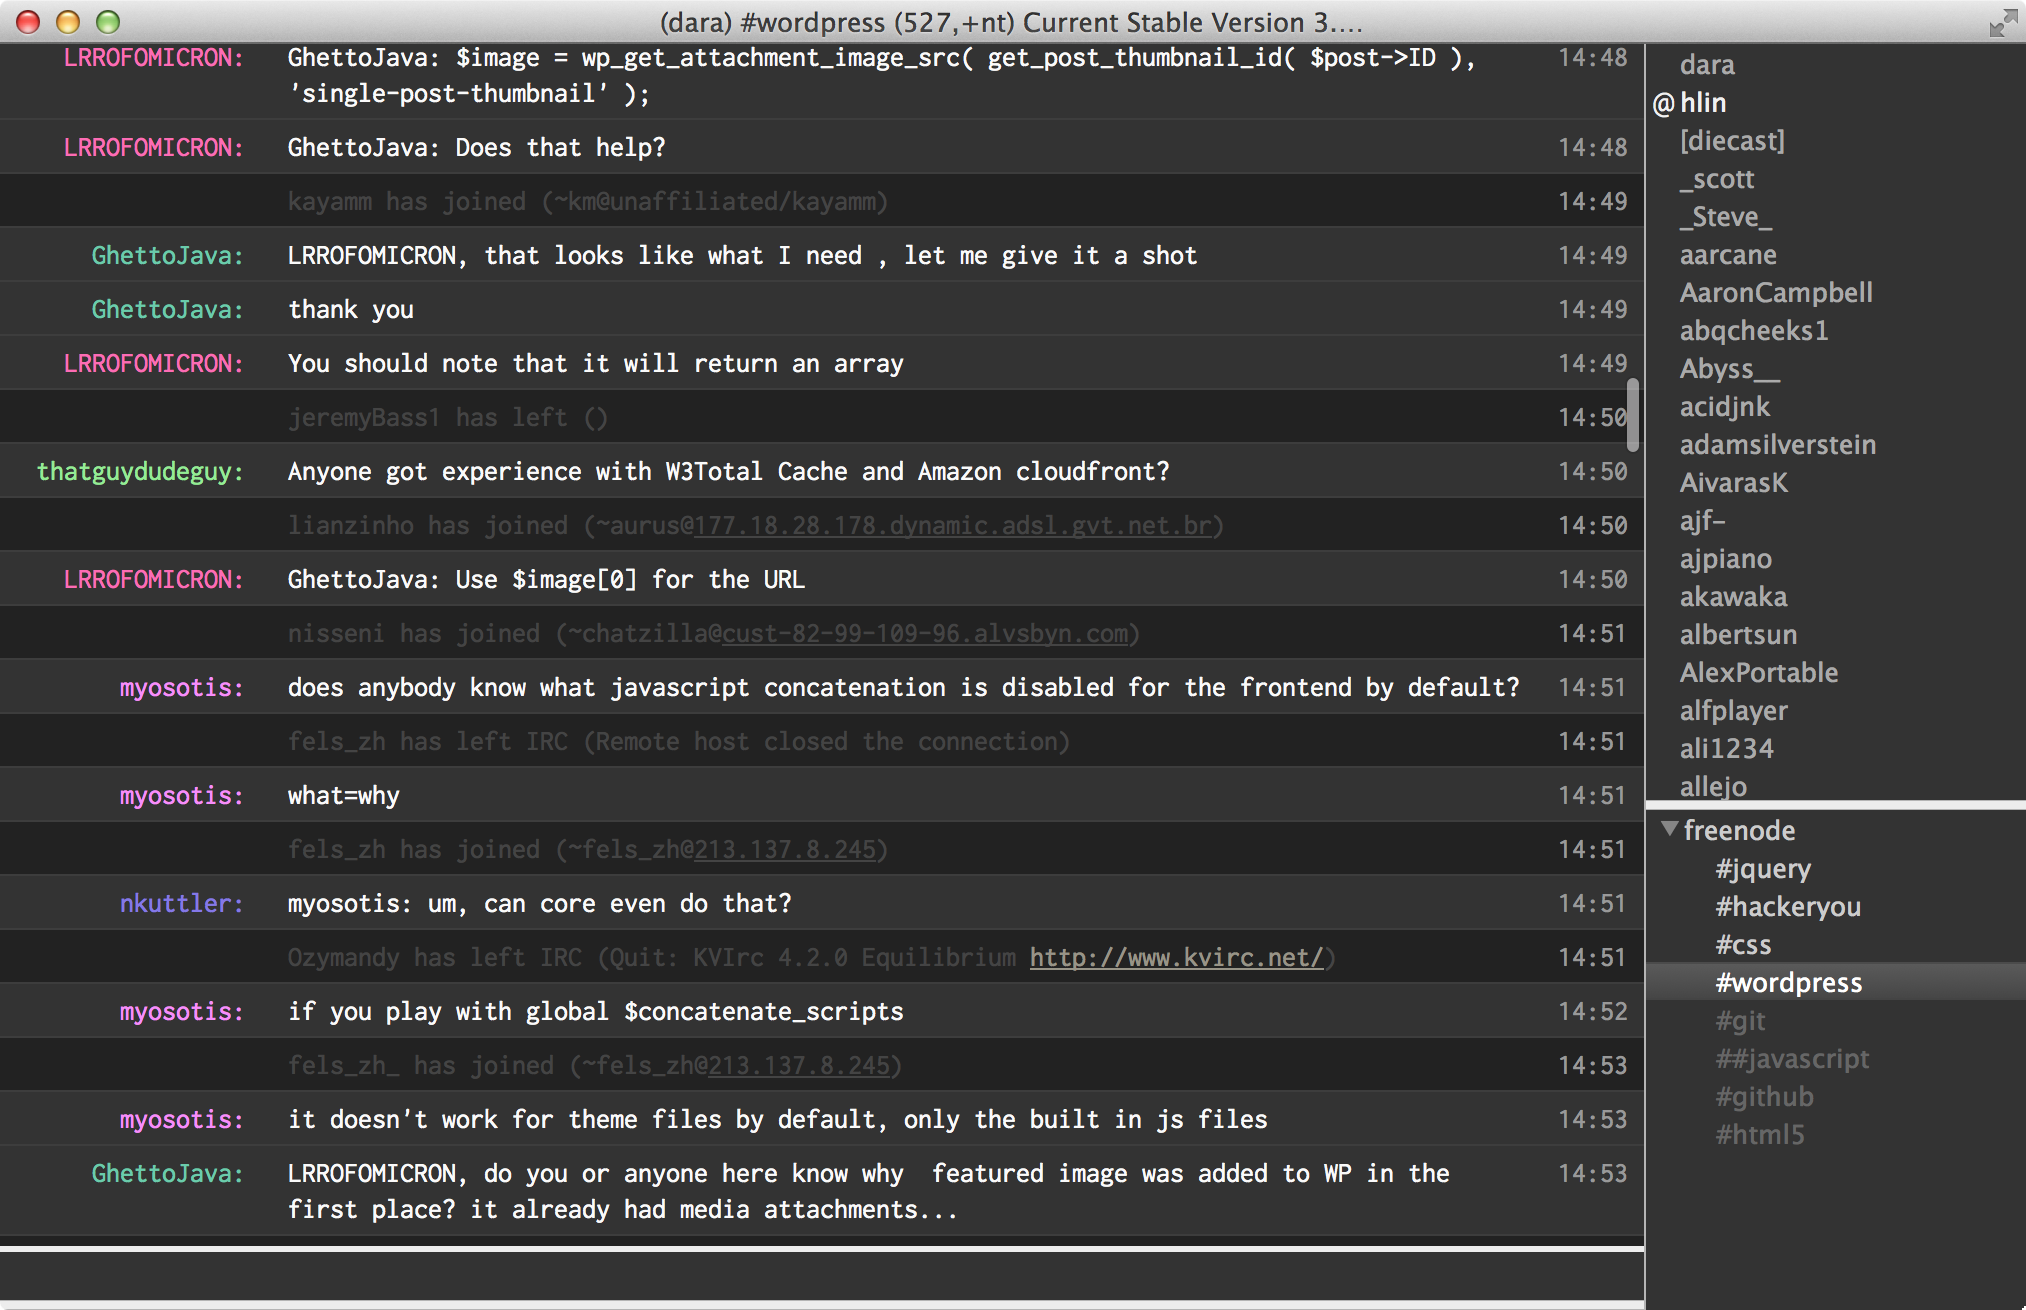 (dara) #wordpress (527,+nt) Current Stable Version 3....
LRROFOMICRON: GhettoJava: $image = wp_get_attachment_image_src( get_post_thumbnail_id( $post->ID ), 14:48
'single-post-thumbnail' );
LRROFOMICRON: GhettoJava: Does that help? 14:48
kayamm has joined (~km@unaffiliated/kayamm) 14:49
GhettoJava: LRROFOMICRON, that looks like what I need , let me give it a shot 14:49
GhettoJava: thank you 14:49
LRROFOMICRON: You should note that it will return an array 14:49
jeremyBass1 has left () 14:50
thatguydudeguy: Anyone got experience with W3Total Cache and Amazon cloudfront? 14:50
lianzinho has joined (~aurus@177.18.28.178.dynamic.adsl.gvt.net.br) 14:50
LRROFOMICRON: GhettoJava: Use $image[0] for the URL 14:50
nisseni has joined (~chatzilla@cust-82-99-109-96.alvsbyn.com) 14:51
myosotis: does anybody know what javascript concatenation is disabled for the frontend by default? 14:51
fels_zh has left IRC (Remote host closed the connection) 14:51
myosotis: what=why 14:51
fels_zh has joined (~fels_zh@213.137.8.245) 14:51
nkuttler: myosotis: um, can core even do that? 14:51
Ozymandy has left IRC (Quit: KVIrc 4.2.0 Equilibrium http://www.kvirc.net/) 14:51
myosotis: if you play with global $concatenate_scripts 14:52
fels_zh_ has joined (~fels_zh@213.137.8.245) 14:53
myosotis: it doesn't work for theme files by default, only the built in js files 14:53
GhettoJava: LRROFOMICRON, do you or anyone here know why  featured image was added to WP in the 14:53
first place? it already had media attachments...
dara
@hlin
[diecast]
_scott
_Steve_
aarcane
AaronCampbell
abqcheeks1
Abyss__
acidjnk
adamsilverstein
AivarasK
ajf-
ajpiano
akawaka
albertsun
AlexPortable
alfplayer
ali1234
allejo
freenode
#jquery
#hackeryou
#css
#wordpress
#git
##javascript
#github
#html5